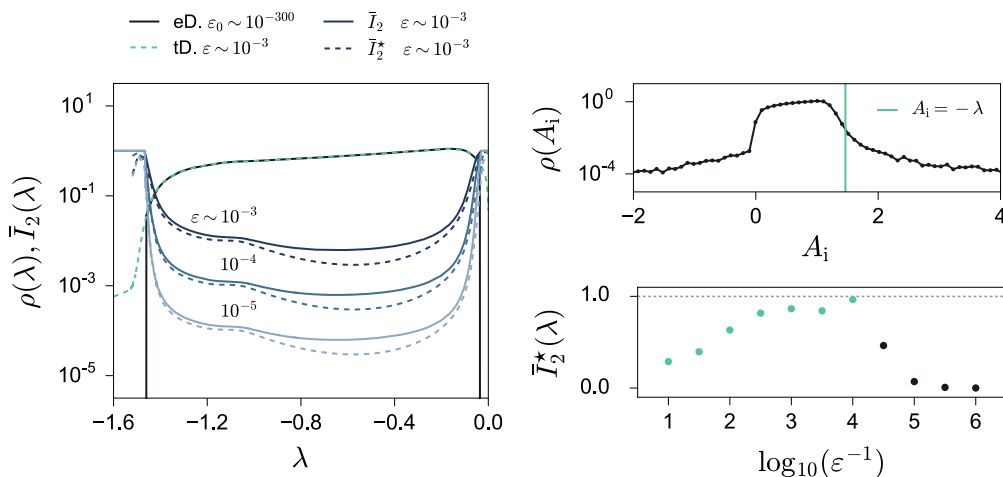 eD. ε₀ ∼ 10⁻³⁰⁰
tD. ε ∼ 10⁻³
Ī₂ ε ∼ 10⁻³
Ī₂⋆ ε ∼ 10⁻³
10¹
10⁻¹
10⁻³
10⁻⁵
ρ(λ), Ī₂(λ)
ε ∼ 10⁻³
10⁻⁴
10⁻⁵
−1.6 −1.2 −0.8 −0.4 0.0
λ
10⁰
10⁻⁴
ρ(Aᵢ)
Aᵢ = −λ
−2 0 2 4
Aᵢ
1.0
0.0
Ī₂⋆(λ)
1 2 3 4 5 6
log₁₀(ε⁻¹)